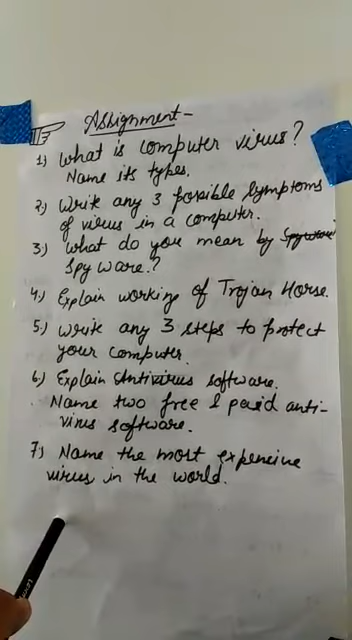 Assignment-
1) What is computer virus?
Name its types.
2) Write any 3 possible symptoms
of virus in a computer.
3) What do you mean by
Spyware?
4) Explain working of Trojan Horse.
5) Write any 3 steps to protect
your computer.
6) Explain Antivirus software.
Name two free & paid anti-
virus software.
7) Name the most expencive
virus in the world.